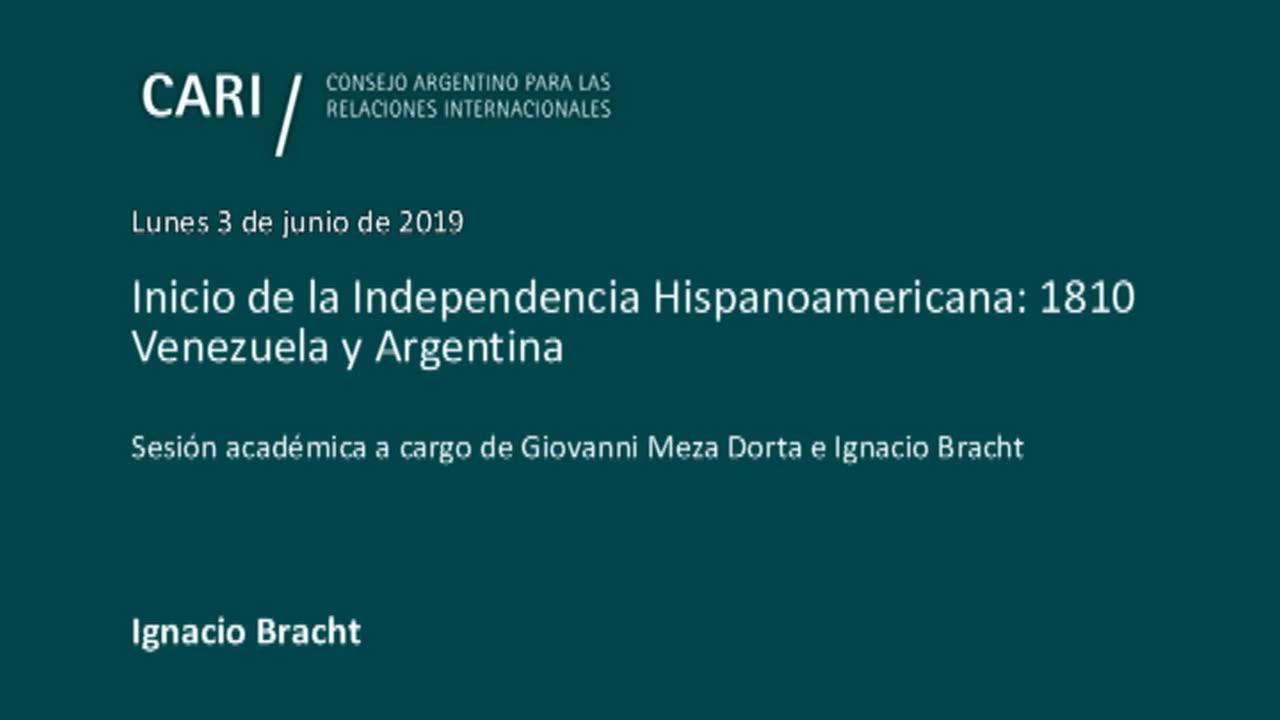 CARI / CONSEJO ARGENTINO PARA LAS
RELACIONES INTERNACIONALES
Lunes 3 de junio de 2019
Inicio de la Independencia Hispanoamericana: 1810
Venezuela y Argentina
Sesión académica a cargo de Giovanni Meza Dorta e Ignacio Bracht
Ignacio Bracht